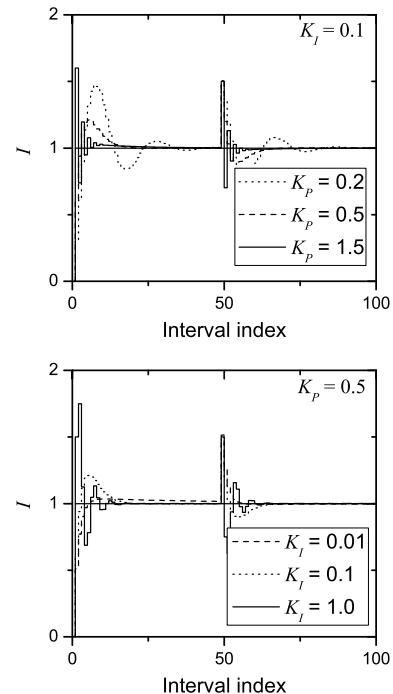 2
K_I = 0.1
I
1
K_P = 0.2
K_P = 0.5
K_P = 1.5
0
0
50
100
Interval index
2
K_P = 0.5
I
1
K_I = 0.01
K_I = 0.1
K_I = 1.0
0
0
50
100
Interval index